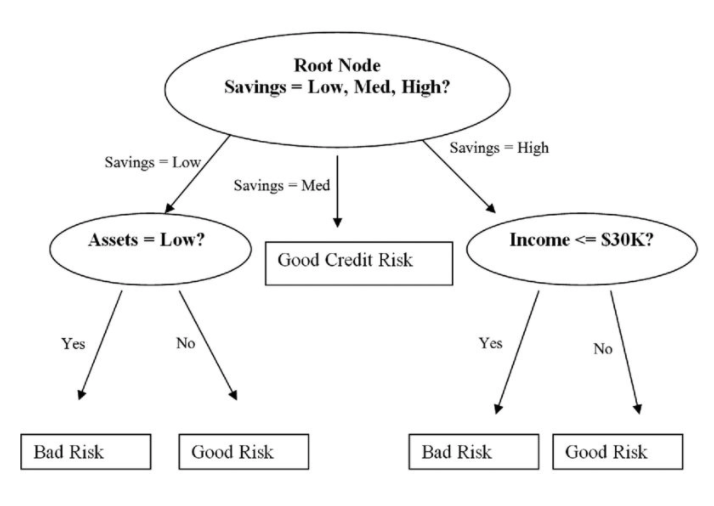 Root Node
Savings = Low, Med, High?
Savings = Low
Savings = Med
Savings = High
Assets = Low?
Good Credit Risk
Income <= $30K?
Yes
No
Yes
No
Bad Risk
Good Risk
Bad Risk
Good Risk